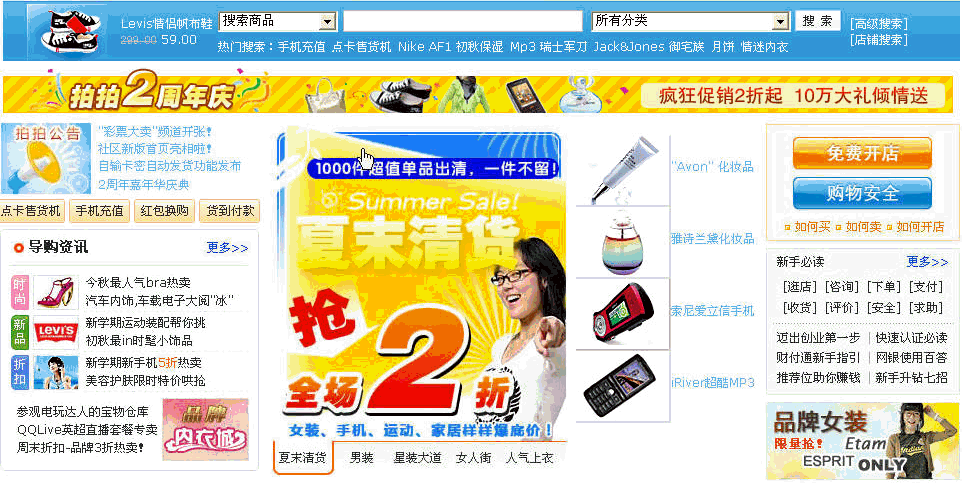 Levis情侣帆布鞋
299.00 59.00
搜索商品
所有分类
搜 索
[高级搜索]
[店铺搜索]
热门搜索：手机充值 点卡售货机 Nike AF1 初秋保湿 Mp3 瑞士军刀 Jack&Jones 御宅族 月饼 情迷内衣
拍拍2周年庆
疯狂促销2折起 10万大礼倾情送
拍拍公告
"彩票大卖"频道开张!
社区新版首页亮相啦!
自输卡密自动发货功能发布
2周年嘉年华庆典
点卡售货机 手机充值 红包换购 货到付款
导购资讯 更多>>
时尚
今秋最人气bra热卖
汽车内饰,车载电子大阅"冰"
新品
LEVI'S
新学期运动装配帮你挑
初秋最in时髦小饰品
折扣
新学期新手机5折热卖
美容护肤限时特价哄抢
参观电玩达人的宝物仓库
QQLive英超直播套餐专卖
周末折扣-品牌3折热卖!
品牌
内衣城
1000件超值单品出清，一件不留!
Summer Sale!
夏末清货
抢
全场2折
女装、手机、运动、家居样样爆底价!
夏末清货 男装 星装大道 女人街 人气上衣
"Avon" 化妆品
雅诗兰黛化妆品
索尼爱立信手机
iRiver超酷MP3
免费开店
购物安全
如何买 如何卖 如何开店
新手必读 更多>>
[逛店] [咨询] [下单] [支付]
[收货] [评价] [安全] [求助]
迈出创业第一步 | 快速认证必读
财付通新手指引 | 网银使用百答
推荐位助你赚钱 | 新手升钻七招
品牌女装
限量抢! Etam
ESPRIT ONLY